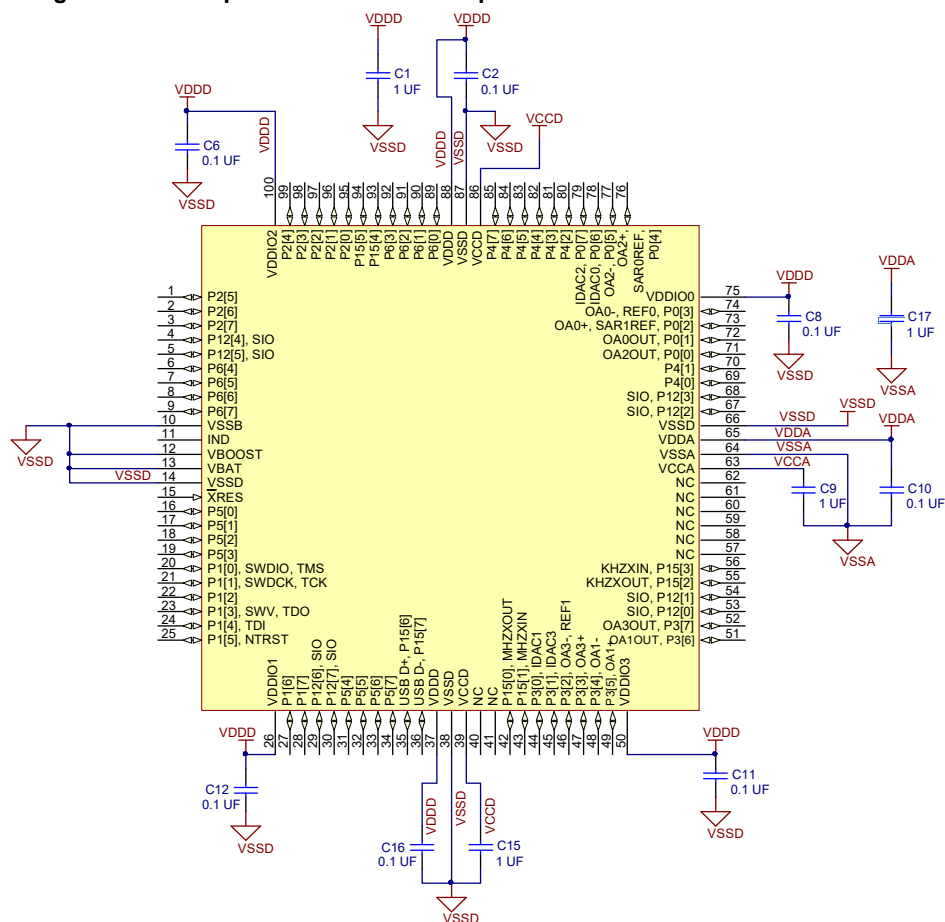 VDDD
C1
1 UF
VSSD
VDDD
C2
0.1 UF
VSSD
VDDD
C6
0.1 UF
VSSD
VDDD
VDDD
VSSD
VCCD
100
99
98
97
96
95
94
93
92
91
90
89
88
87
86
85
84
83
82
81
80
79
78
77
76
VDDIO2
P2[4]
P2[3]
P2[2]
P2[1]
P2[0]
P15[5]
P15[4]
P6[3]
P6[2]
P6[1]
P6[0]
VDDD
VSSD
VCCD
P4[7]
P4[6]
P4[5]
P4[4]
P4[3]
P4[2]
IDAC2, P0[7]
IDAC0, P0[6]
OA2-, P0[5]
OA2+,
SAR0REF,
P0[4]
1 P2[5]
2 P2[6]
3 P2[7]
4 P12[4], SIO
5 P12[5], SIO
6 P6[4]
7 P6[5]
8 P6[6]
9 P6[7]
10 VSSB
11 IND
12 VBOOST
13 VBAT
VSSD 14 VSSD
VSSD
15 XRES
16 P5[0]
17 P5[1]
18 P5[2]
19 P5[3]
20 P1[0], SWDIO, TMS
21 P1[1], SWDCK, TCK
22 P1[2]
23 P1[3], SWV, TDO
24 P1[4], TDI
25 P1[5], NTRST
VDDIO0 75
OA0-, REF0, P0[3] 74
OA0+, SAR1REF, P0[2] 73
OA0OUT, P0[1] 72
OA2OUT, P0[0] 71
P4[1] 70
P4[0] 69
SIO, P12[3] 68
SIO, P12[2] 67
VSSD 66 VSSD
VDDA 65 VDDA
VSSA 64 VSSA
VCCA 63 VCCA
NC 62
NC 61
NC 60
NC 59
NC 58
NC 57
KHZXIN, P15[3] 56
KHZXOUT, P15[2] 55
SIO, P12[1] 54
SIO, P12[0] 53
OA3OUT, P3[7] 52
OA1OUT, P3[6] 51
VDDD
C8
0.1 UF
VSSD
VDDA
C17
1 UF
VSSA
VSSD
VDDA
C9
1 UF
C10
0.1 UF
VSSA
VDDIO1
P1[6]
P1[7]
P12[6], SIO
P12[7], SIO
P5[4]
P5[5]
P5[6]
P5[7]
USB D+, P15[6]
USB D-, P15[7]
VDDD
VSSD
VCCD
NC
NC
P15[0], MHZXOUT
P15[1], MHZXIN
P3[0], IDAC1
P3[1], IDAC3
P3[2], OA3-, REF1
P3[3], OA3+
P3[4], OA1-
P3[5], OA1+
VDDIO3
26
27
28
29
30
31
32
33
34
35
36
37
38
39
40
41
42
43
44
45
46
47
48
49
50
VDDD
C12
0.1 UF
VSSD
VDDD
VSSD
VCCD
C16
0.1 UF
C15
1 UF
VSSD
VDDD
C11
0.1 UF
VSSD